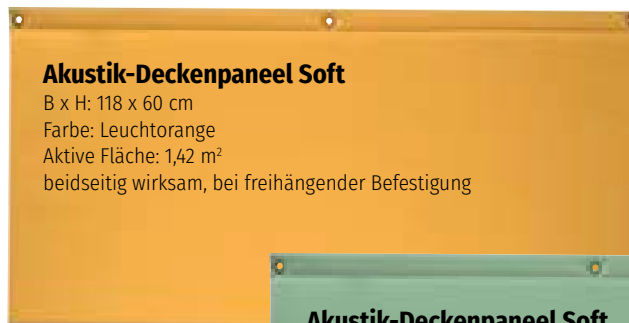 Akustik-Deckenpaneel Soft
B x H: 118 x 60 cm
Farbe: Leuchtorange
Aktive Fläche: 1,42 m²
beidseitig wirksam, bei freihängender Befestigung
Akustik-Deckenpaneel Soft